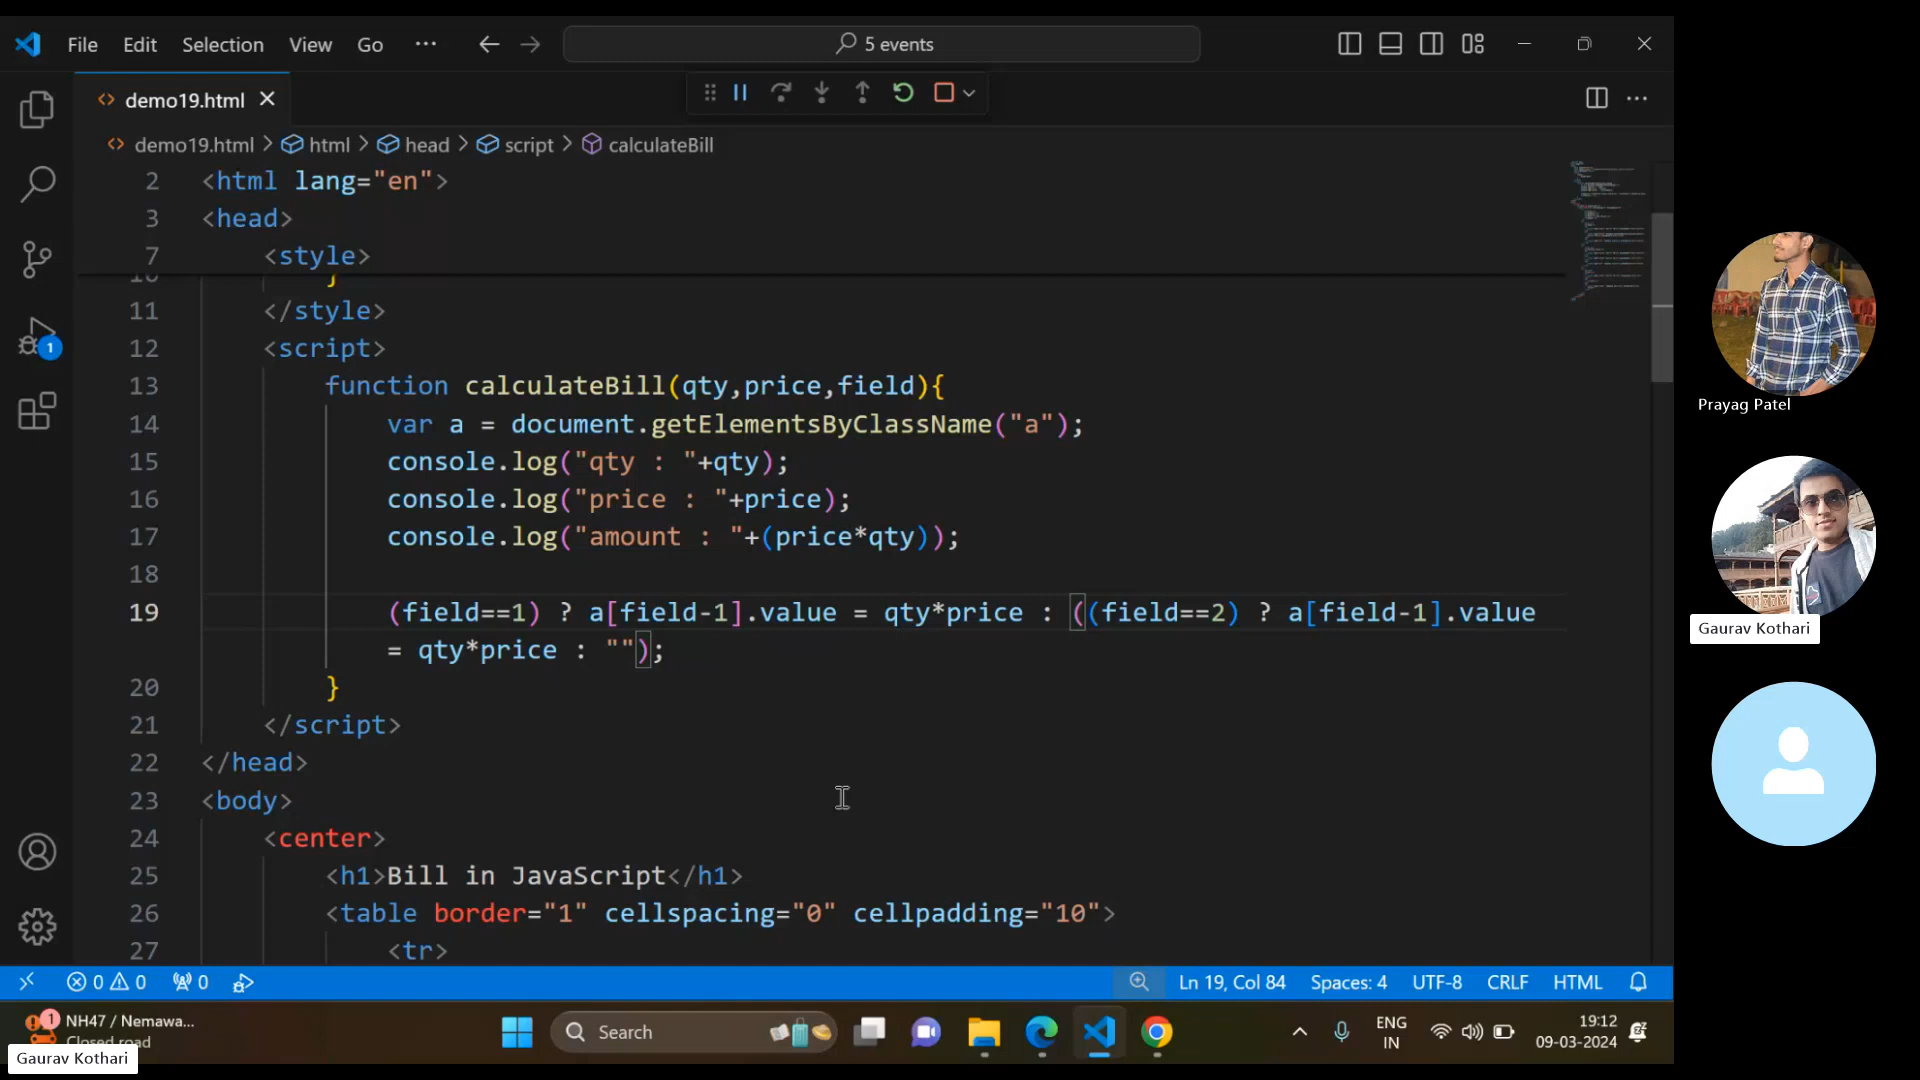 File Edit Selection View Go ··· 5 events
demo19.html
demo19.html > html > head > script > calculateBill
2 <html lang="en">
3 <head>
7 <style>
10 }
11 </style>
12 <script>
13 function calculateBill(qty,price,field){
14 var a = document.getElementsByClassName("a");
15 console.log("qty : "+qty);
16 console.log("price : "+price);
17 console.log("amount : "+(price*qty));
18
19 (field==1) ? a[field-1].value = qty*price : ((field==2) ? a[field-1].value
= qty*price : "");
20 }
21 </script>
22 </head>
23 <body>
24 <center>
25 <h1>Bill in JavaScript</h1>
26 <table border="1" cellspacing="0" cellpadding="10">
27 <tr>
1
0 0 0 Ln 19, Col 84 Spaces: 4 UTF-8 CRLF HTML
1 NH47 / Nemawa...
Closed road
Search
ENG
IN
19:12
09-03-2024
Gaurav Kothari
Prayag Patel
Gaurav Kothari